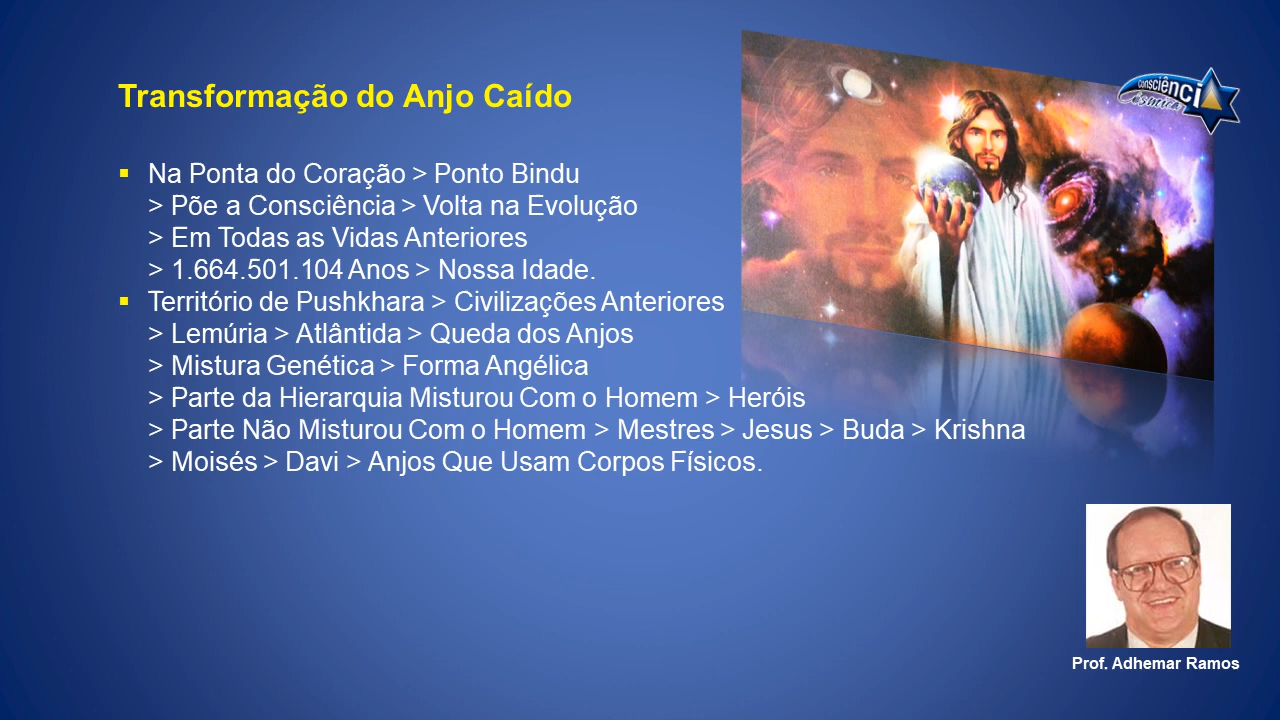 Transformação do Anjo Caído
Consciência
Cósmica
▪ Na Ponta do Coração > Ponto Bindu
> Põe a Consciência > Volta na Evolução
> Em Todas as Vidas Anteriores
> 1.664.501.104 Anos > Nossa Idade.
▪ Território de Pushkhara > Civilizações Anteriores
> Lemúria > Atlântida > Queda dos Anjos
> Mistura Genética > Forma Angélica
> Parte da Hierarquia Misturou Com o Homem > Heróis
> Parte Não Misturou Com o Homem > Mestres > Jesus > Buda > Krishna
> Moisés > Davi > Anjos Que Usam Corpos Físicos.
Prof. Adhemar Ramos